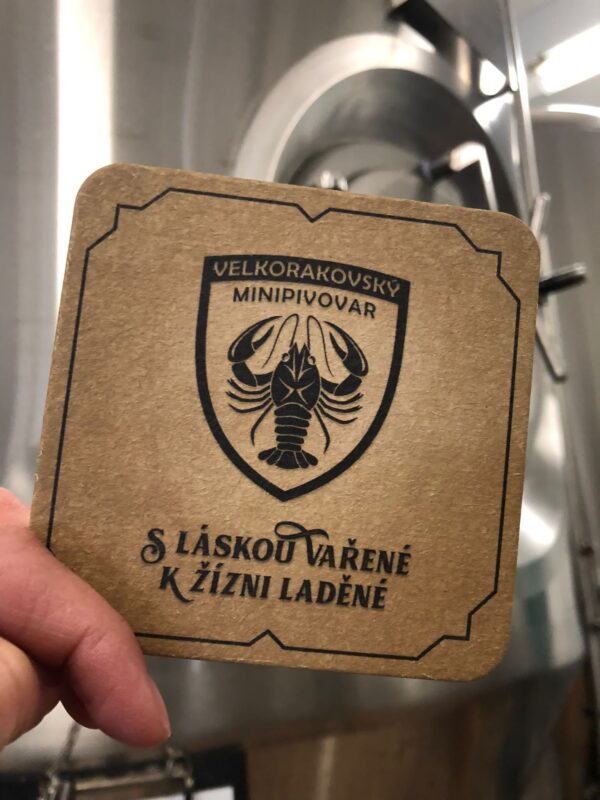 VELKORAKOVSKÝ
MINIPIVOVAR
S LÁSKOU VAŘENÉ
K ŽÍZNI LADĚNÉ